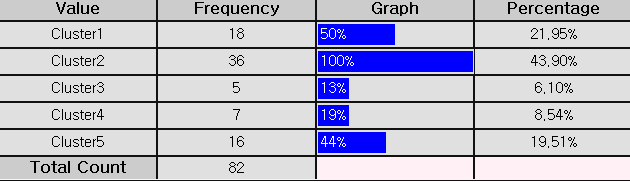 Value Frequency Graph Percentage
Cluster1 18 50% 21,95%
Cluster2 36 100% 43,90%
Cluster3 5 13% 6,10%
Cluster4 7 19% 8,54%
Cluster5 16 44% 19,51%
Total Count 82